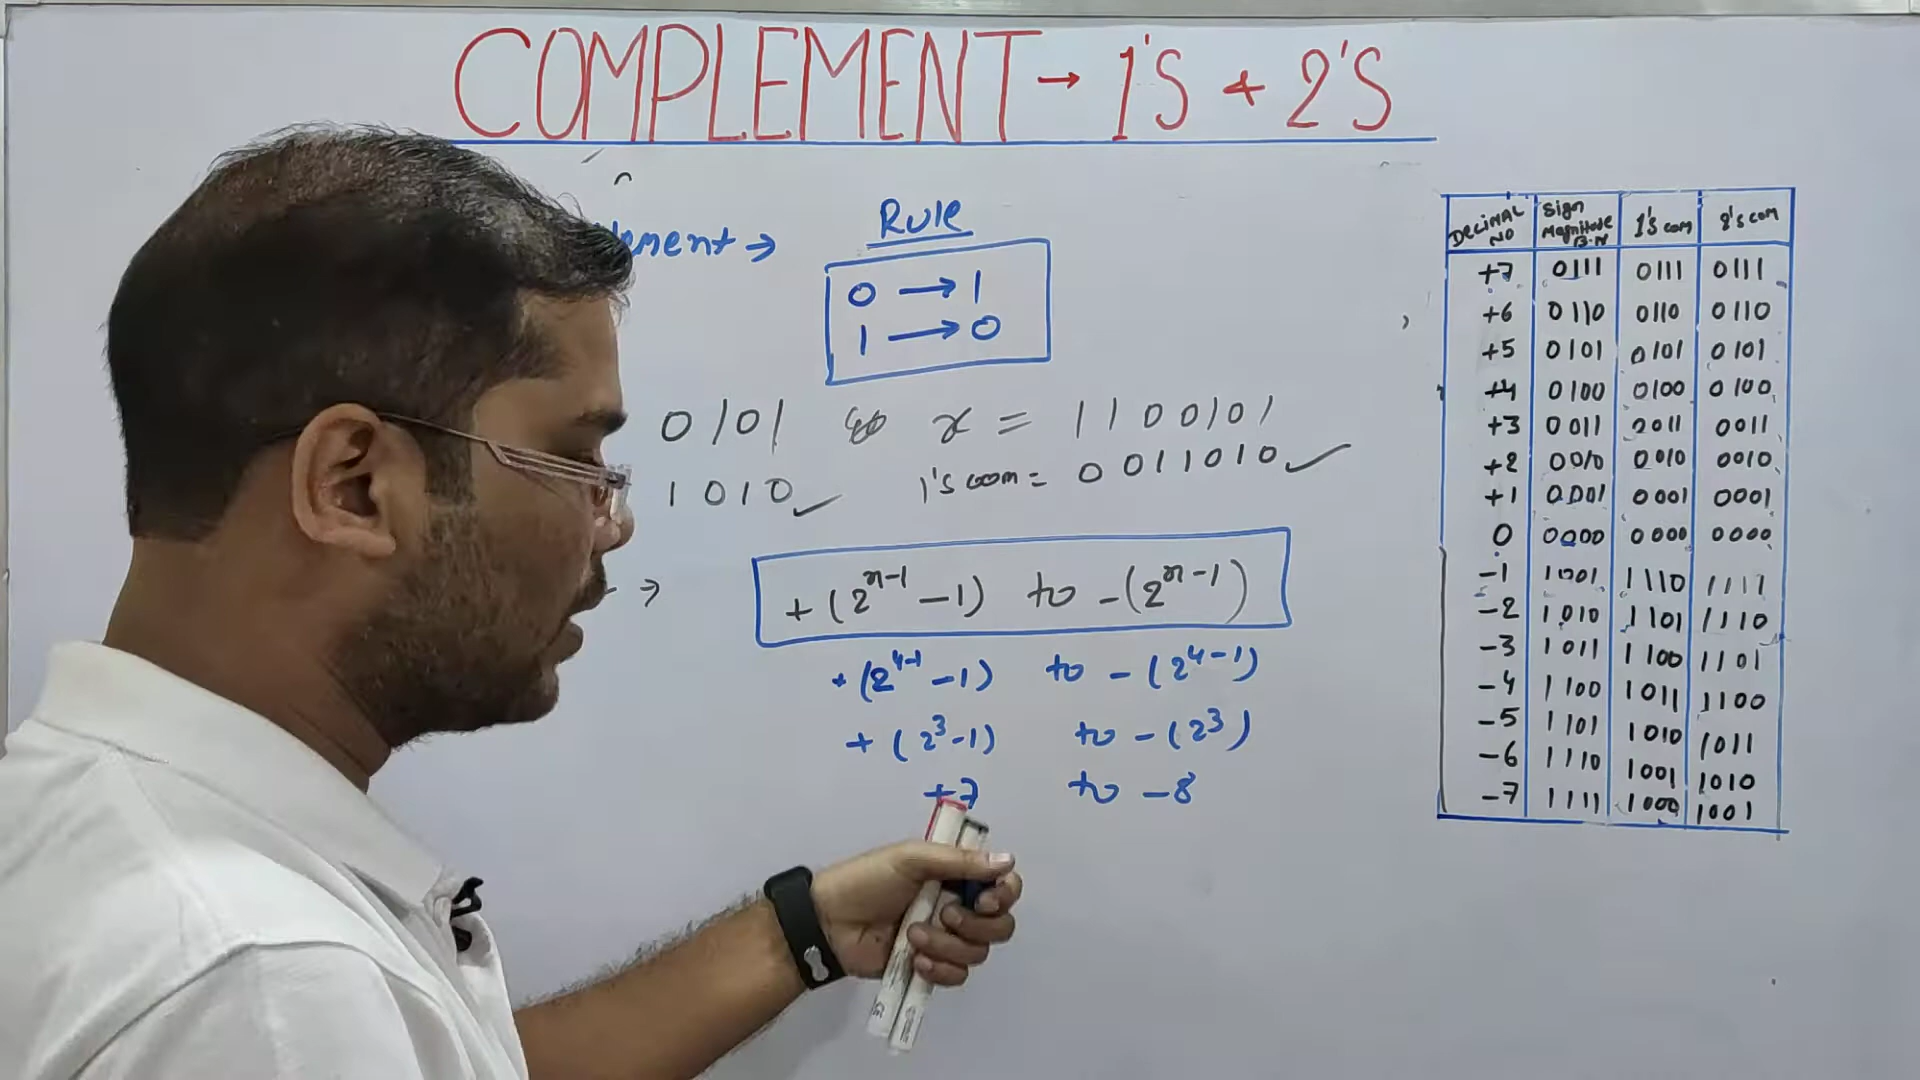 COMPLEMENT → 1'S + 2'S
ement →
RULE
0 → 1
1 → 0
0101 x = 1100101
1010 ✓ 1's com = 0011010 ✓
→ +(2^n-1 -1) to -(2^n-1)
+(2^4-1 -1) to -(2^4-1)
+(2^3 -1) to -(2^3)
+7 to -8
DECIMAL NO | Sign Magnitude B.N | 1's com | 2's com
+7 0111 0111 0111
+6 0110 0110 0110
+5 0101 0101 0101
+4 0100 0100 0100
+3 0011 2011 0011
+2 0010 0010 0010
+1 0001 0001 0001
0 0000 0000 0000
-1 1001 1110 1111
-2 1010 1101 1110
-3 1011 1100 1101
-4 1100 1011 1100
-5 1101 1010 1011
-6 1110 1001 1010
-7 1111 1000 1001